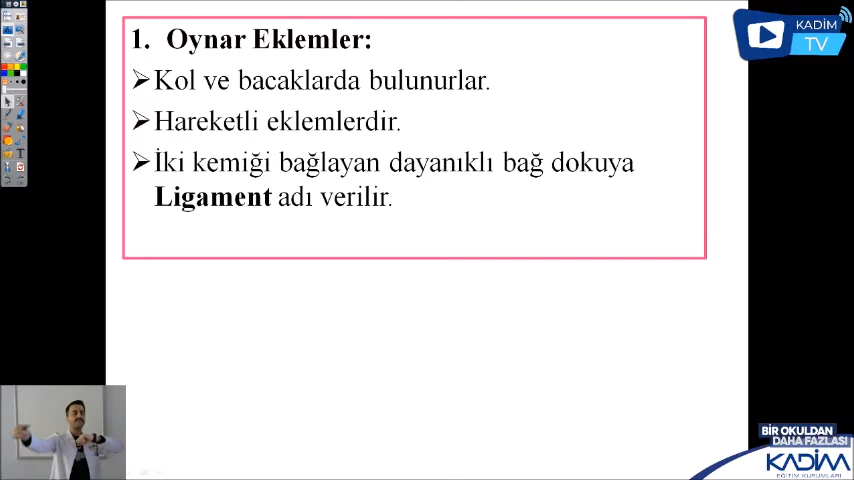 1. Oynar Eklemler:
➢Kol ve bacaklarda bulunurlar.
➢Hareketli eklemlerdir.
➢İki kemiği bağlayan dayanıklı bağ dokuya
Ligament adı verilir.
KADİM
TV
BİR OKULDAN
DAHA FAZLASI
KADİM
EĞİTİM KURUMLARI